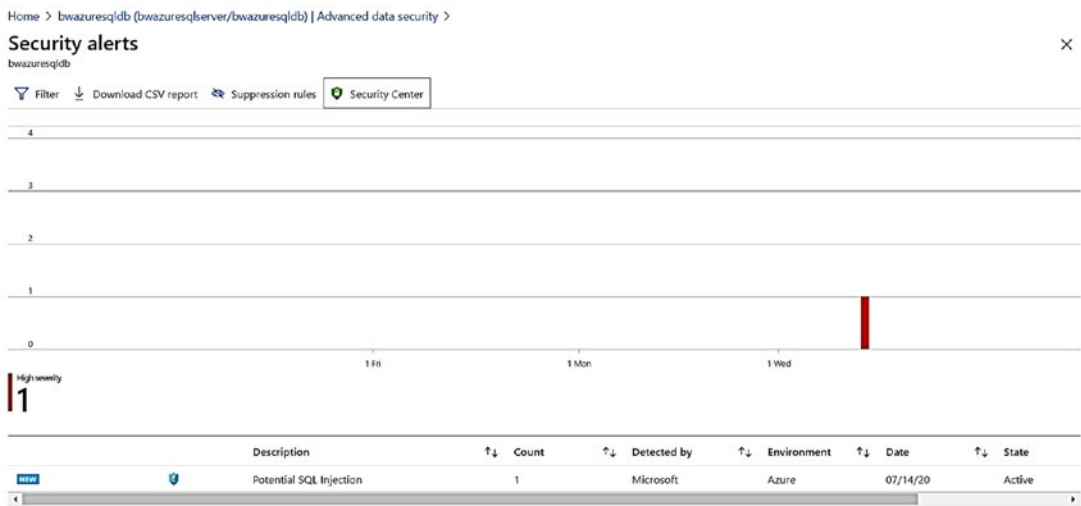 Home > bwazuresqldb (bwazuresqlserver/bwazuresqldb) | Advanced data security >
Security alerts
bwazuresqldb
Filter Download CSV report Suppression rules Security Center
4
3
2
1
0
1 Fri 1 Mon 1 Wed
High severity
1
Description Count Detected by Environment Date State
NEW Potential SQL Injection 1 Microsoft Azure 07/14/20 Active